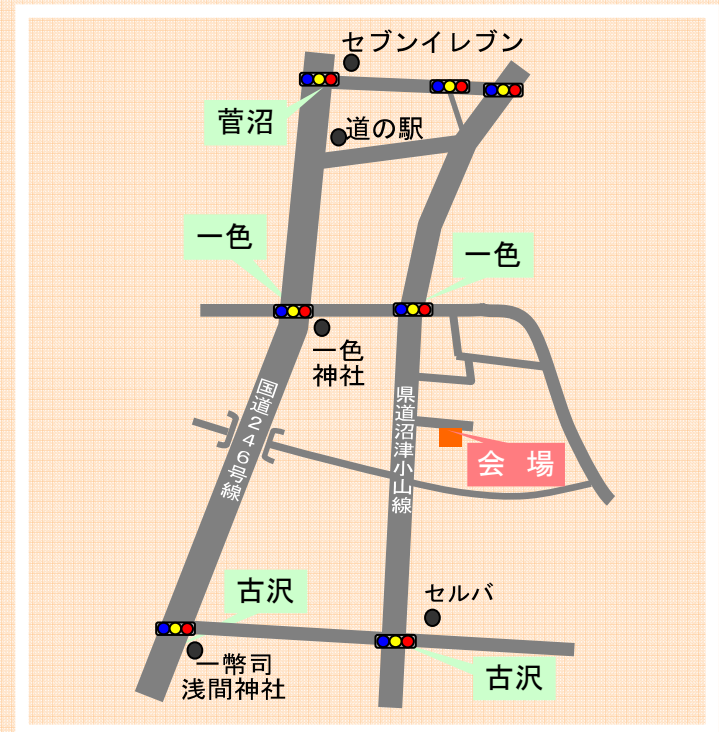 セブンイレブン
菅沼
道の駅
一色
一色
一色
神社
国道246号線
県道沼津小山線
会 場
古沢
セルバ
一幣司
浅間神社
古沢